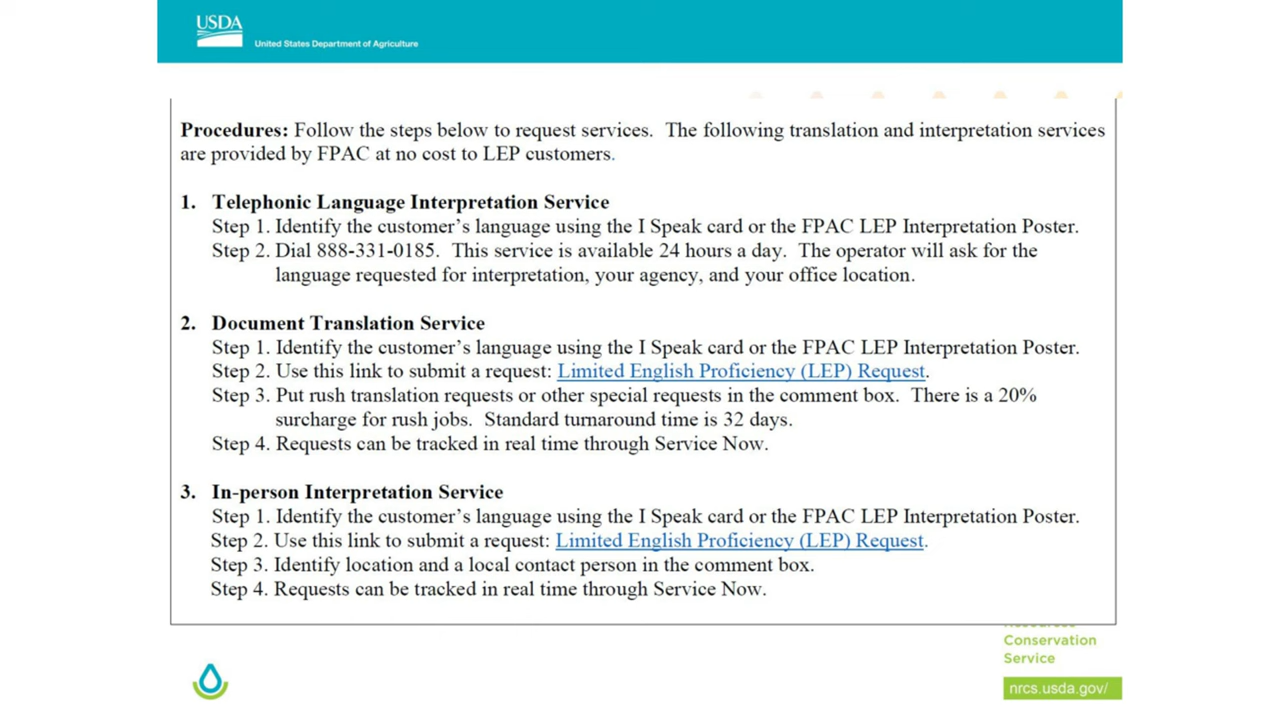 USDA
United States Department of Agriculture
Procedures: Follow the steps below to request services. The following translation and interpretation services
are provided by FPAC at no cost to LEP customers.
1. Telephonic Language Interpretation Service
Step 1. Identify the customer's language using the I Speak card or the FPAC LEP Interpretation Poster.
Step 2. Dial 888-331-0185. This service is available 24 hours a day. The operator will ask for the
language requested for interpretation, your agency, and your office location.
2. Document Translation Service
Step 1. Identify the customer's language using the I Speak card or the FPAC LEP Interpretation Poster.
Step 2. Use this link to submit a request: Limited English Proficiency (LEP) Request.
Step 3. Put rush translation requests or other special requests in the comment box. There is a 20%
surcharge for rush jobs. Standard turnaround time is 32 days.
Step 4. Requests can be tracked in real time through Service Now.
3. In-person Interpretation Service
Step 1. Identify the customer's language using the I Speak card or the FPAC LEP Interpretation Poster.
Step 2. Use this link to submit a request: Limited English Proficiency (LEP) Request.
Step 3. Identify location and a local contact person in the comment box.
Step 4. Requests can be tracked in real time through Service Now.
Conservation
Service
nrcs.usda.gov/